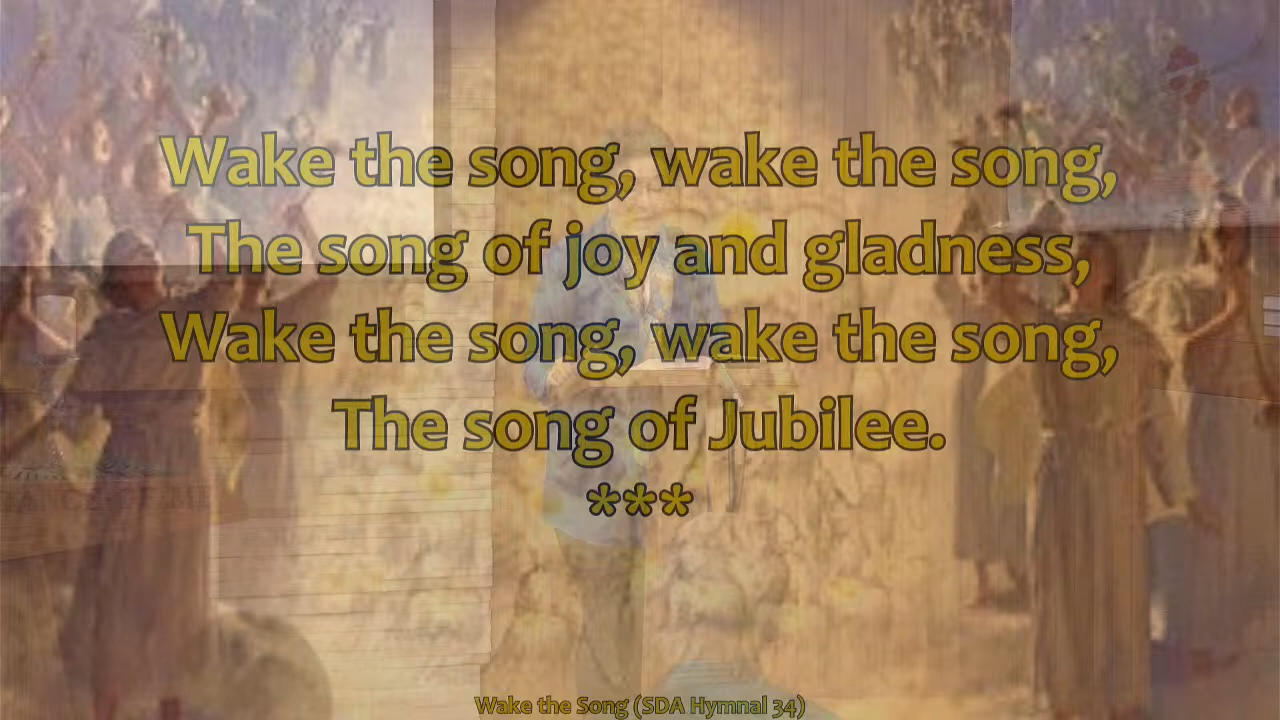 Wake the song, wake the song,
The song of joy and gladness,
Wake the song, wake the song,
The song of Jubilee.
***
Wake the Song (SDA Hymnal 34)